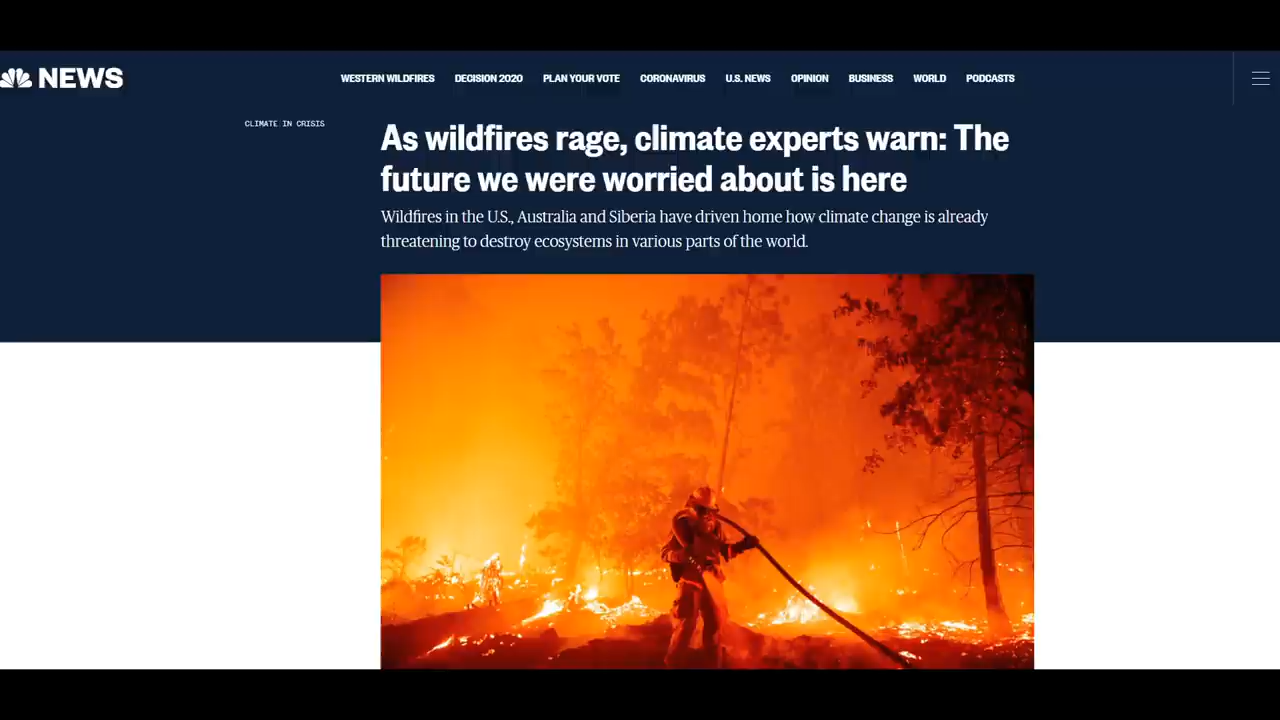 NEWS
WESTERN WILDFIRES DECISION 2020 PLAN YOUR VOTE CORONAVIRUS U.S. NEWS OPINION BUSINESS WORLD PODCASTS
CLIMATE IN CRISIS
As wildfires rage, climate experts warn: The
future we were worried about is here
Wildfires in the U.S., Australia and Siberia have driven home how climate change is already
threatening to destroy ecosystems in various parts of the world.